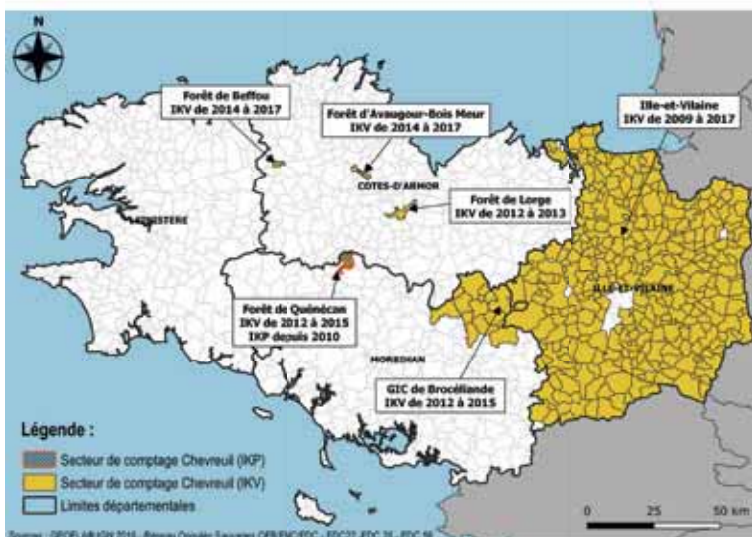 N
Forêt de Beffou
IKV de 2014 à 2017
Forêt d'Avaugour-Bois Meur
IKV de 2014 à 2017
Ille-et-Vilaine
IKV de 2009 à 2017
COTES-D'ARMOR
Forêt de Lorge
IKV de 2012 à 2013
FINISTERE
ILLE-ET-VILAINE
Forêt de Quénécan
IKV de 2012 à 2015
IKP depuis 2010
MORBIHAN
GIC de Brocéliande
IKV de 2012 à 2015
Légende :
Secteur de comptage Chevreuil (IKP)
Secteur de comptage Chevreuil (IKV)
Limites départementales
0 25 50 km